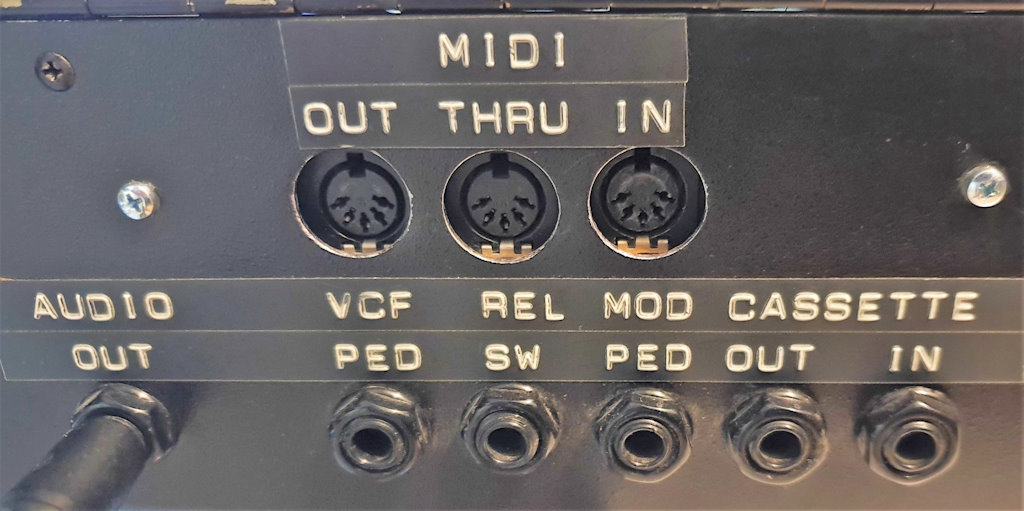 MIDI
OUT THRU IN
AUDIO VCF REL MOD CASSETTE
OUT PED SW PED OUT IN